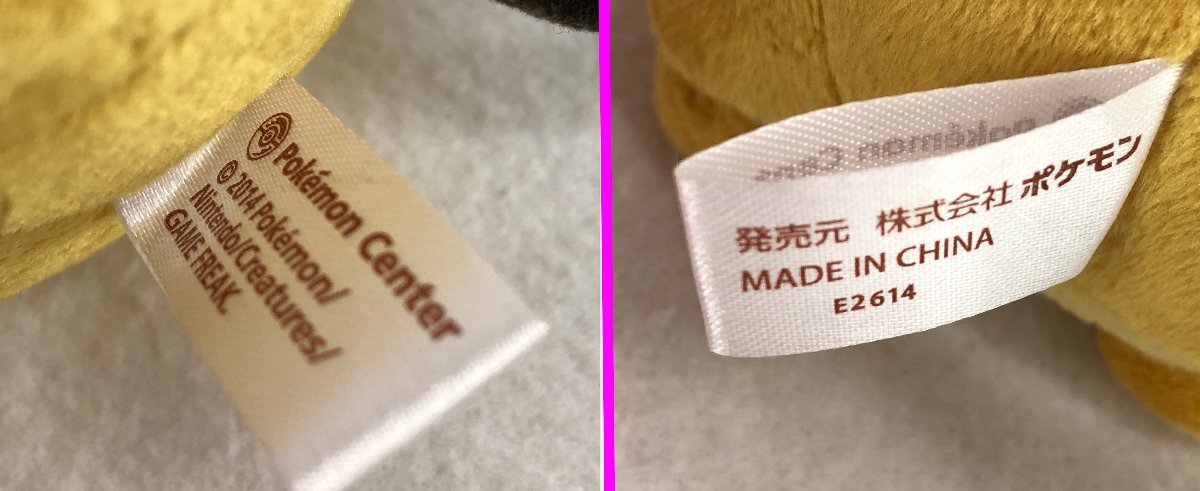 Pokémon Center
© 2014 Pokémon/
Nintendo/Creatures/
GAME FREAK.
発売元 株式会社 ポケモン
MADE IN CHINA
E2614